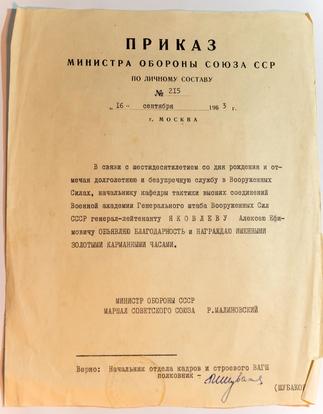 ПРИКАЗ
МИНИСТРА ОБОРОНЫ СОЮЗА ССР
ПО ЛИЧНОМУ СОСТАВУ
№ 215
„ 16 " сентября 1963 г.
г. МОСКВА
В связи с шестидесятилетием со дня рождения и от-
мечая долголетнюю и безупречную службу в Вооруженных
Силах, начальнику кафедры тактики высших соединений
Военной академии Генерального штаба Вооруженных Сил
СССР генерал-лейтенанту ЯКОВЛЕВУ Алексею Ефи-
мовичу ОБЪЯВЛЯЮ БЛАГОДАРНОСТЬ и НАГРАЖДАЮ ИМЕННЫМИ
ЗОЛОТЫМИ КАРМАННЫМИ ЧАСАМИ.
МИНИСТР ОБОРОНЫ СССР
МАРШАЛ СОВЕТСКОГО СОЮЗА Р.МАЛИНОВСКИЙ
Верно: Начальник отдела кадров и строевого ВАГШ
полковник -
(ШУБАКО